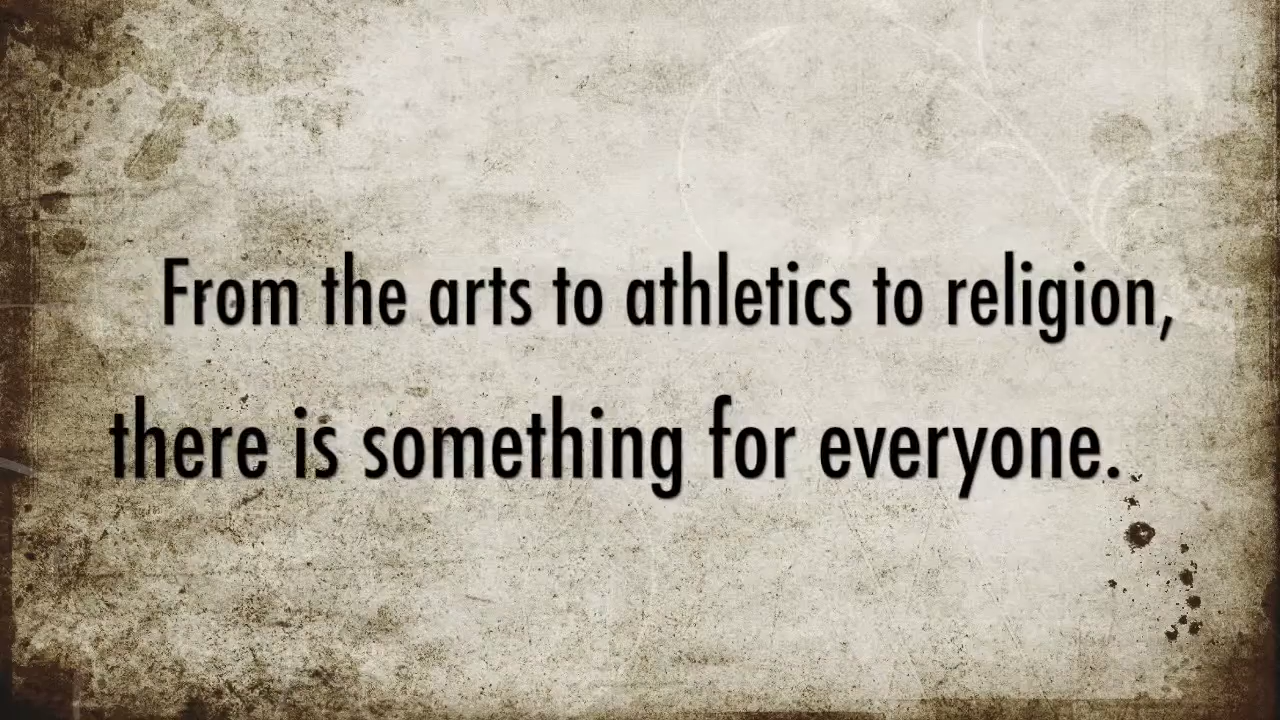 From the arts to athletics to religion,
there is something for everyone.